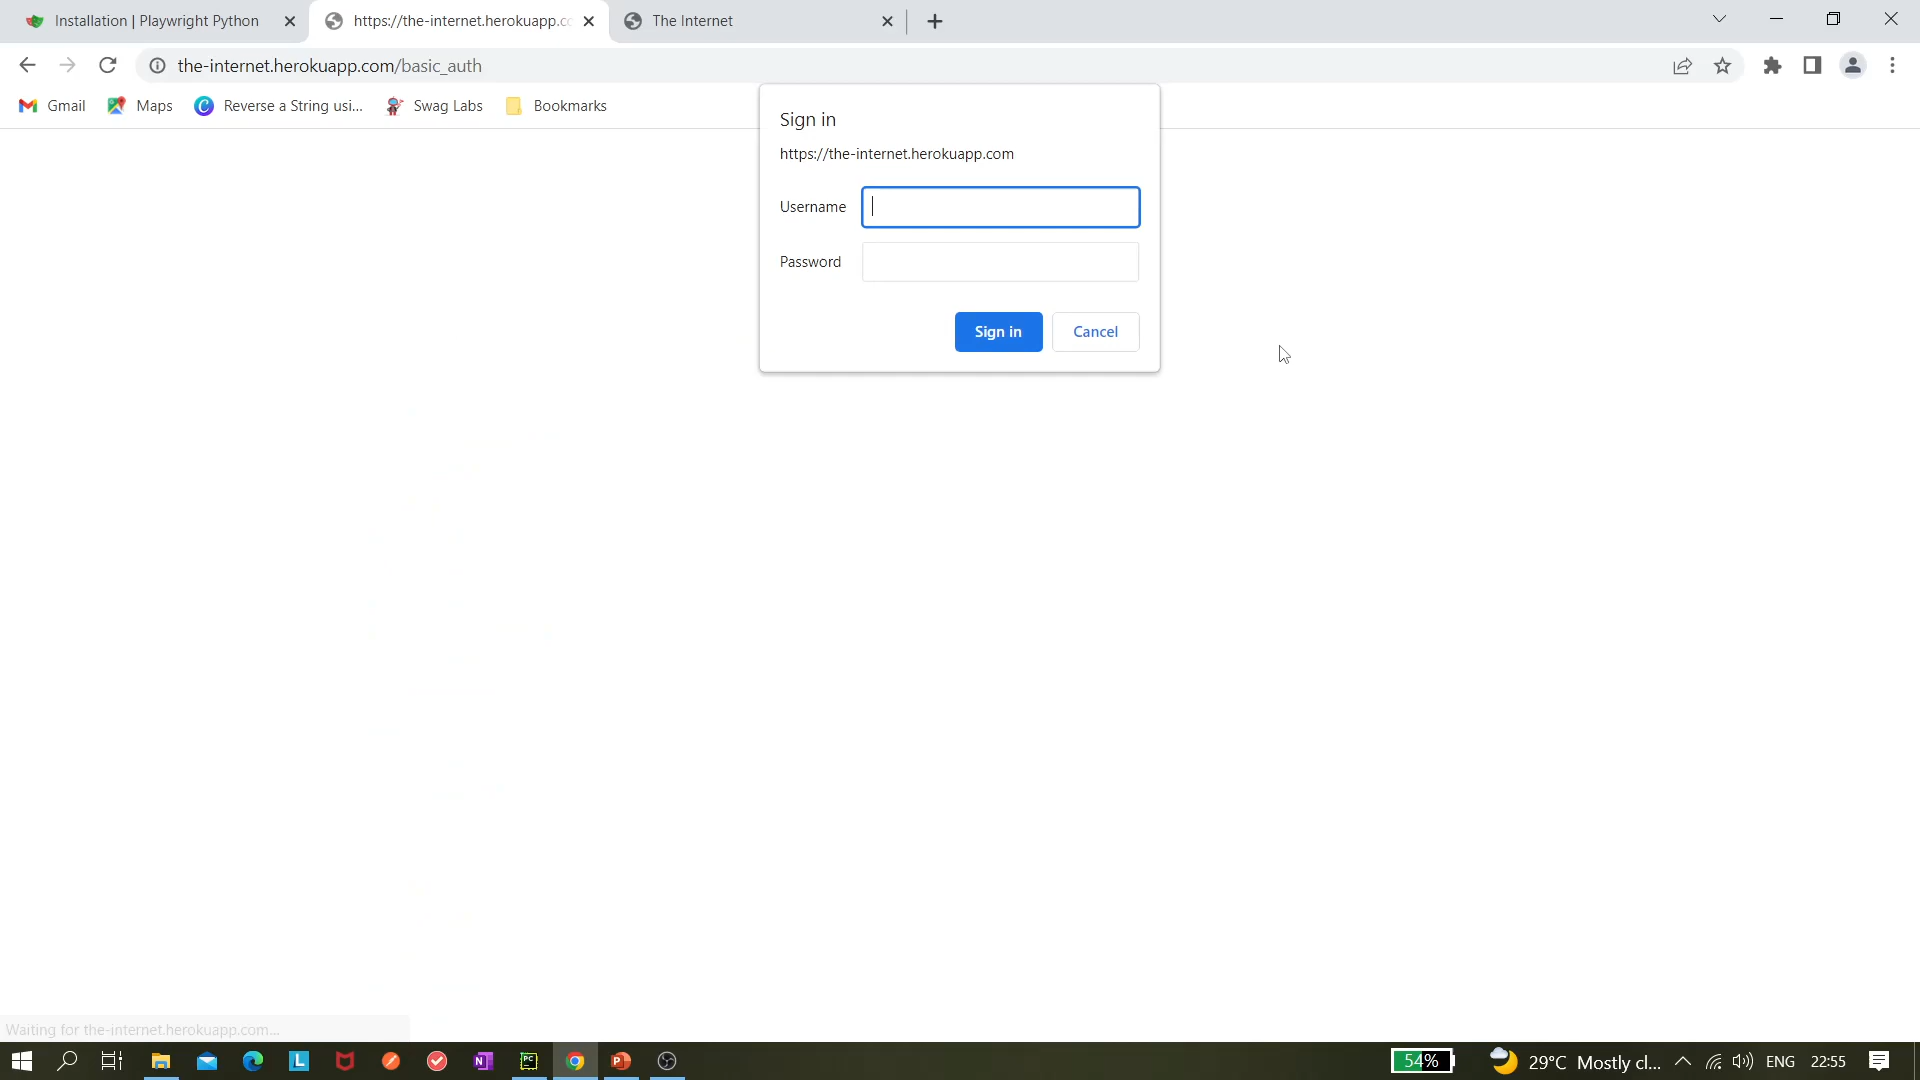 Installation | Playwright Python
https://the-internet.herokuapp.co
The Internet
the-internet.herokuapp.com/basic_auth
Gmail
Maps
Reverse a String usi...
Swag Labs
Bookmarks
Sign in
https://the-internet.herokuapp.com
Username
Password
Sign in
Cancel
Waiting for the-internet.herokuapp.com...
L
N
PC
P
54%
29°C Mostly cl...
ENG
22:55